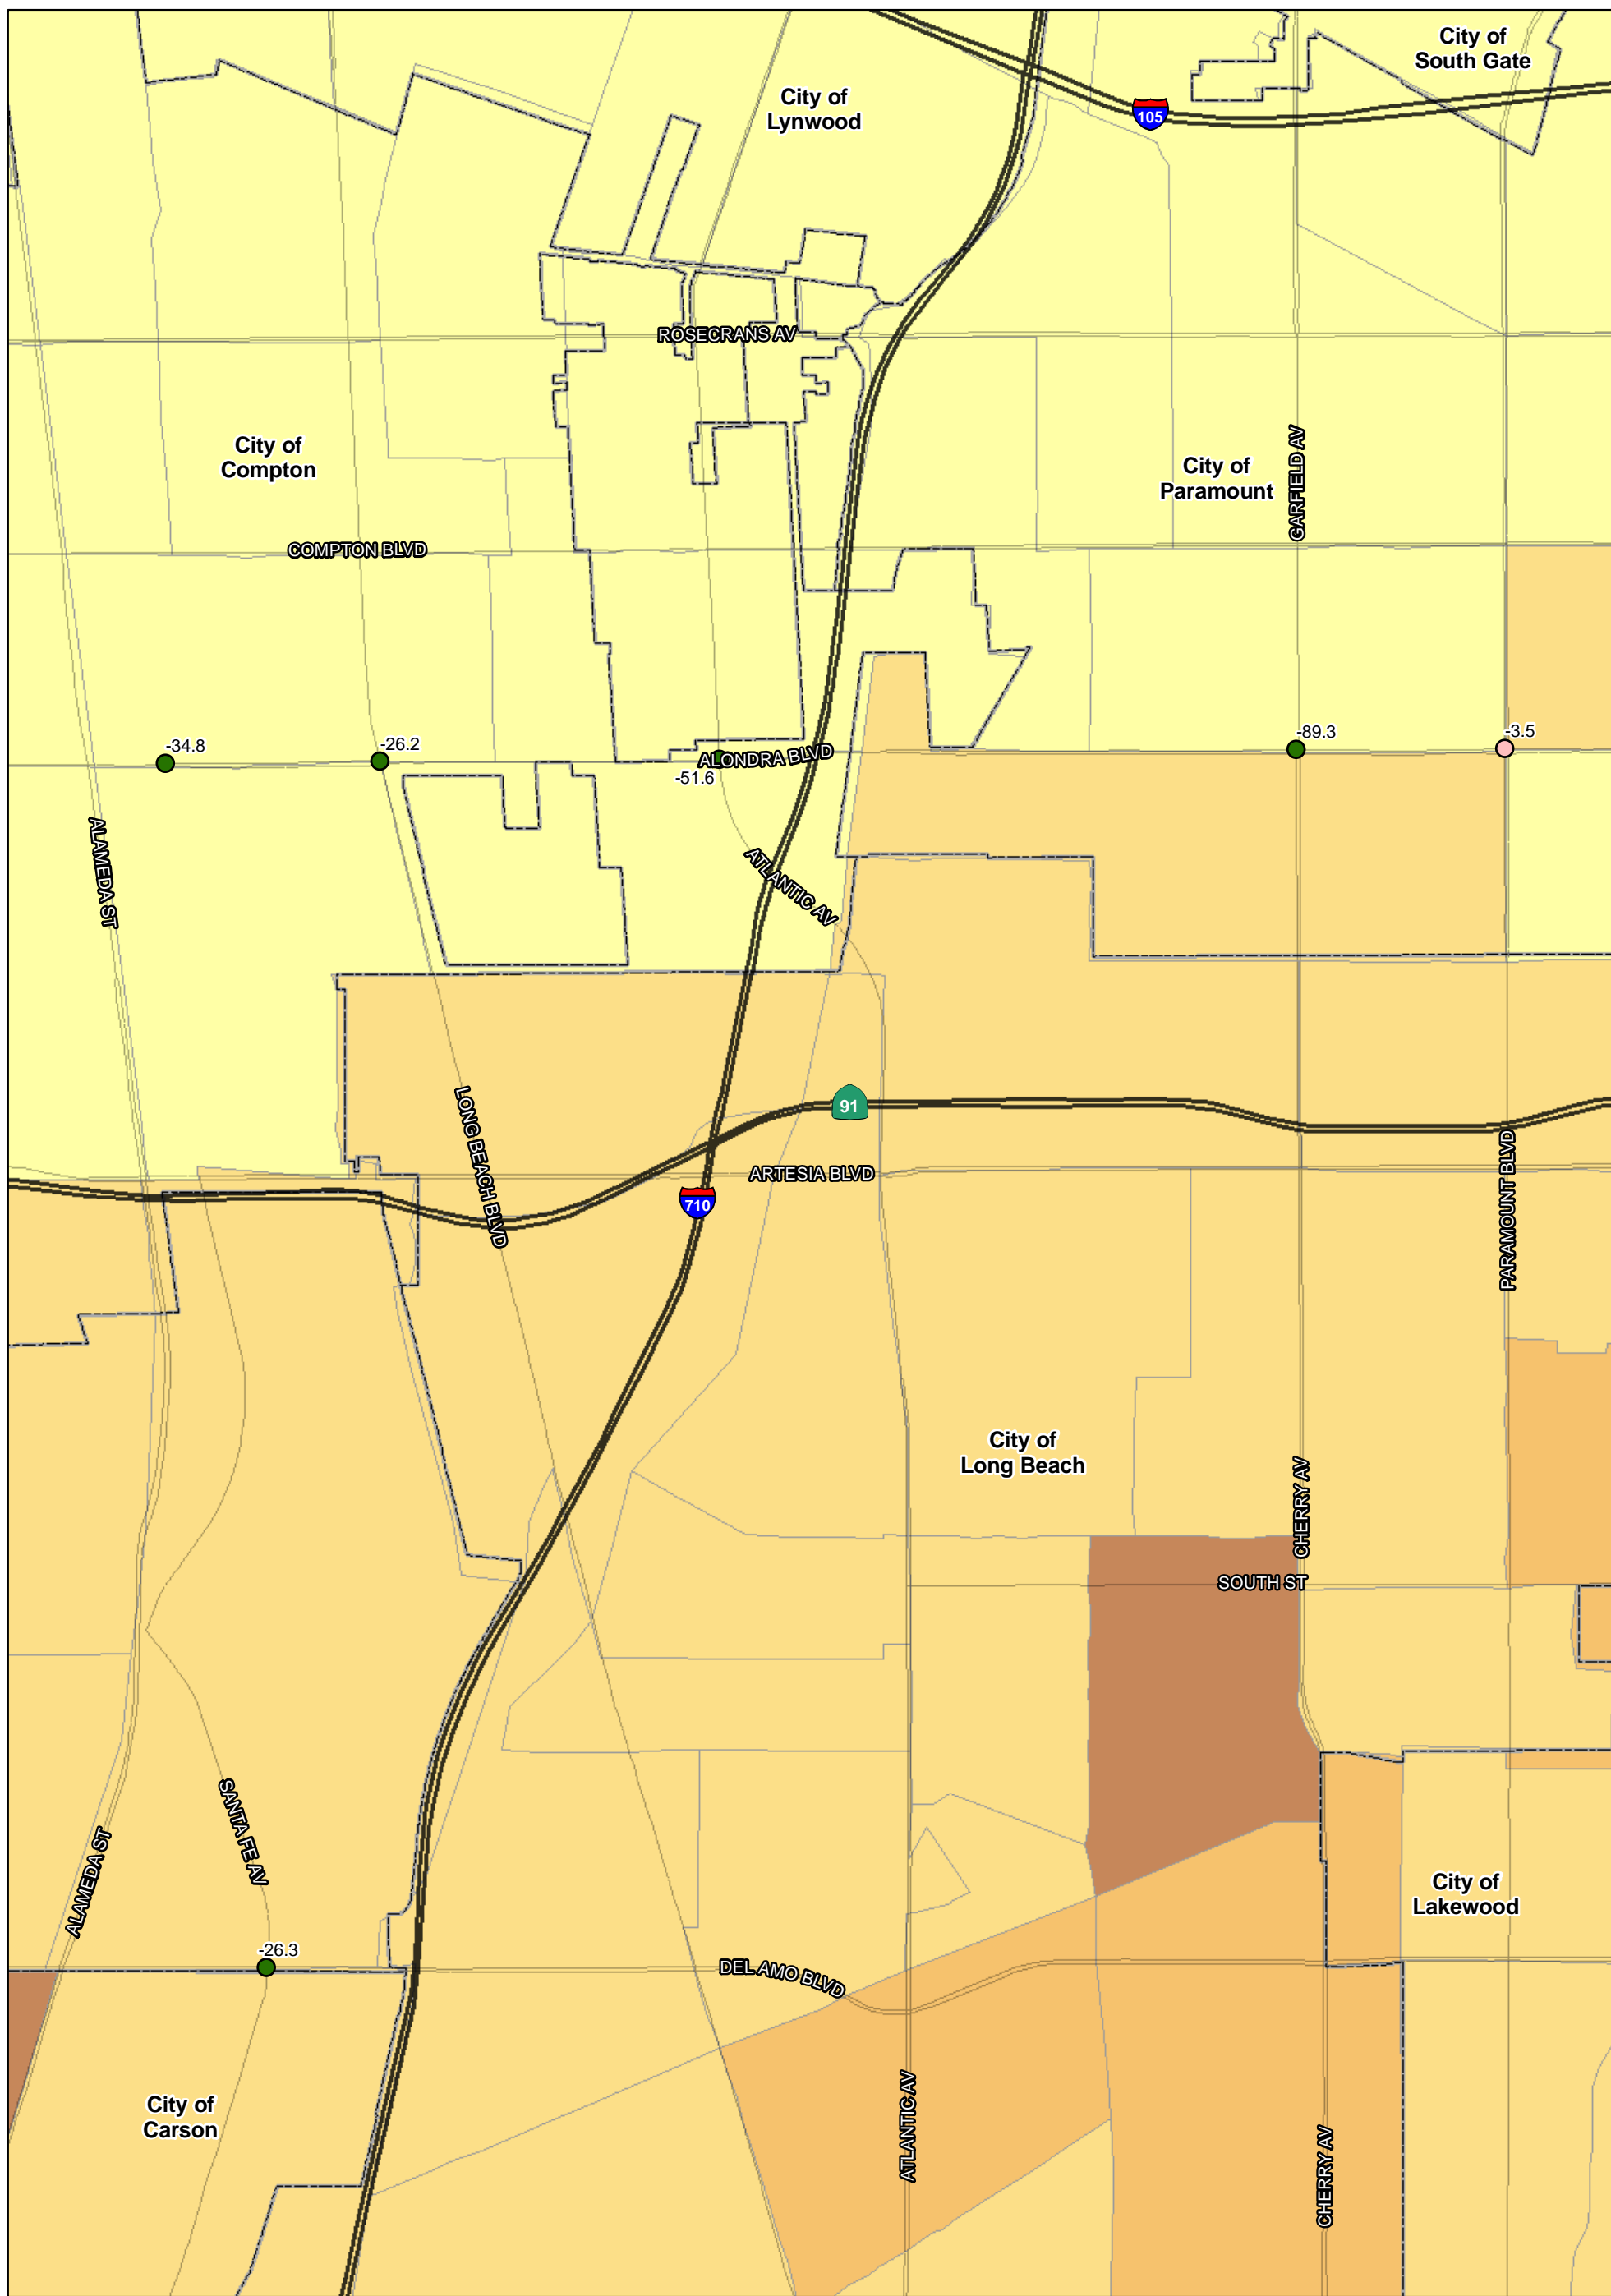 City of
South Gate
City of
Lynwood
105
ROSECRANS AV
City of
Compton
City of
Paramount
GARFIELD AV
COMPTON BLVD
-34.8
-26.2
-51.6
ALONDRA BLVD
-89.3
-3.5
ALAMEDA ST
ATLANTIC AV
LONG BEACH BLVD
91
ARTESIA BLVD
710
PARAMOUNT BLVD
City of
Long Beach
CHERRY AV
SOUTH ST
SANTA FE AV
ALAMEDA ST
City of
Lakewood
-26.3
DEL AMO BLVD
City of
Carson
ATLANTIC AV
CHERRY AV